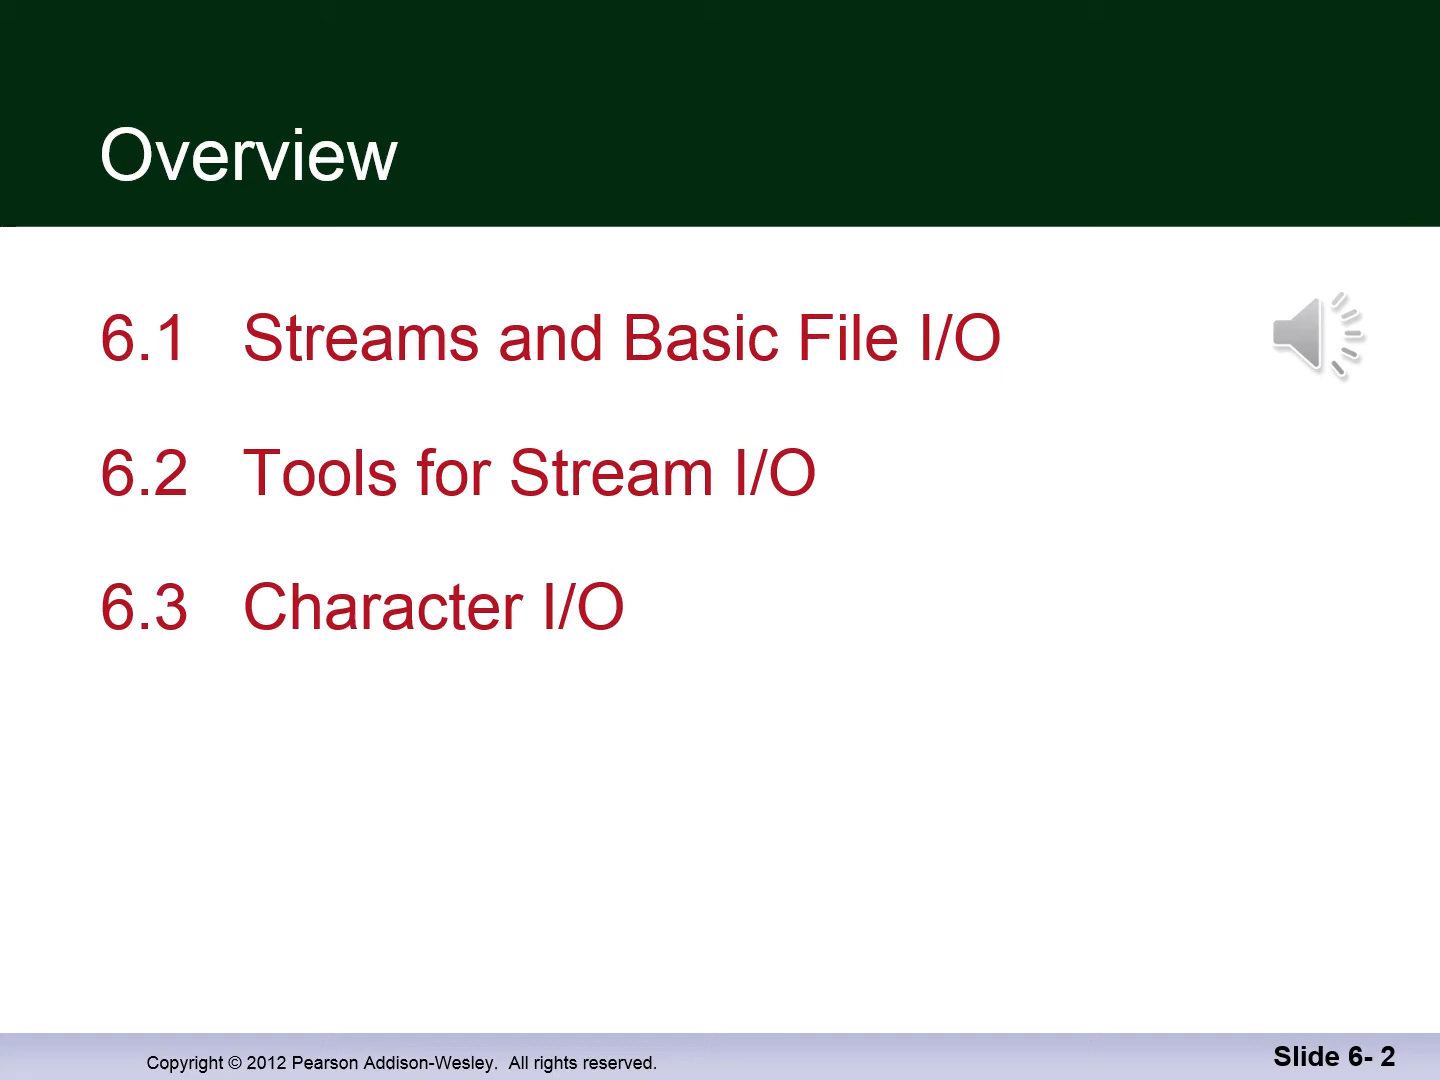 Overview
6.1 Streams and Basic File I/O
6.2 Tools for Stream I/O
6.3 Character I/O
Copyright © 2012 Pearson Addison-Wesley. All rights reserved.
Slide 6- 2